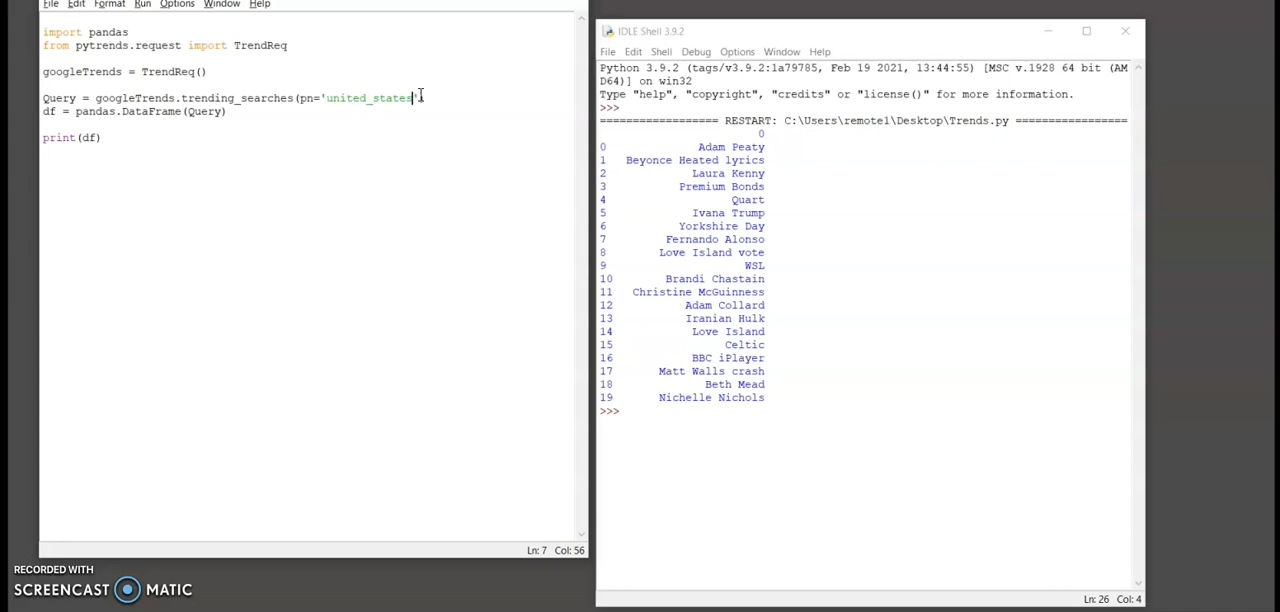 File Edit Format Run Options Window Help
import pandas
from pytrends.request import TrendReq
googleTrends = TrendReq()
Query = googleTrends.trending_searches(pn='united_states'
df = pandas.DataFrame(Query)
print(df)
Ln: 7 Col: 56
RECORDED WITH
SCREENCAST MATIC
IDLE Shell 3.9.2
File Edit Shell Debug Options Window Help
Python 3.9.2 (tags/v3.9.2:1a79785, Feb 19 2021, 13:44:55) [MSC v.1928 64 bit (AM
D64)] on win32
Type "help", "copyright", "credits" or "license()" for more information.
>>>
================== RESTART: C:\Users\remote1\Desktop\Trends.py =================
0
0 Adam Peaty
1 Beyonce Heated lyrics
2 Laura Kenny
3 Premium Bonds
4 Quart
5 Ivana Trump
6 Yorkshire Day
7 Fernando Alonso
8 Love Island vote
9 WSL
10 Brandi Chastain
11 Christine McGuinness
12 Adam Collard
13 Iranian Hulk
14 Love Island
15 Celtic
16 BBC iPlayer
17 Matt Walls crash
18 Beth Mead
19 Nichelle Nichols
>>>
Ln: 26 Col: 4